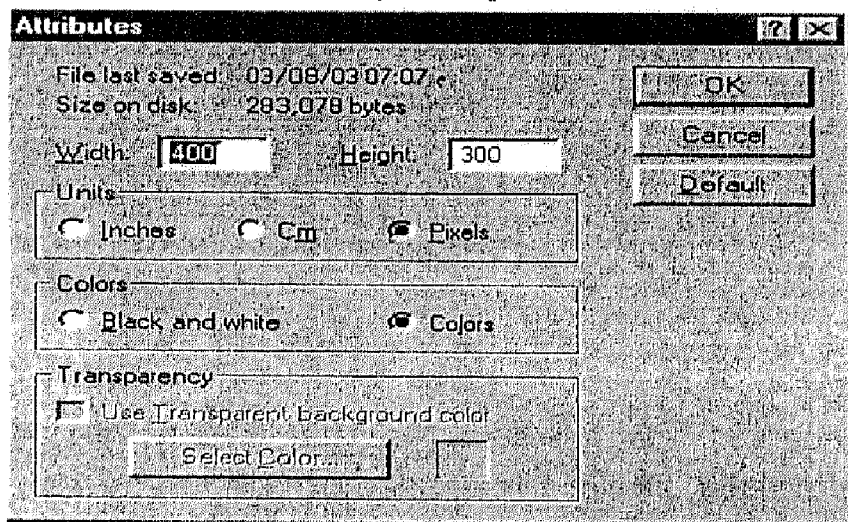 Attributes
File last saved: 03/08/03 07:07
Size on disk: 283,078 bytes
Width: 400 Height: 300
OK
Cancel
Default
Units
Inches Cm Pixels
Colors
Black and white Colors
Transparency
Use Transparent background color
Select Color...